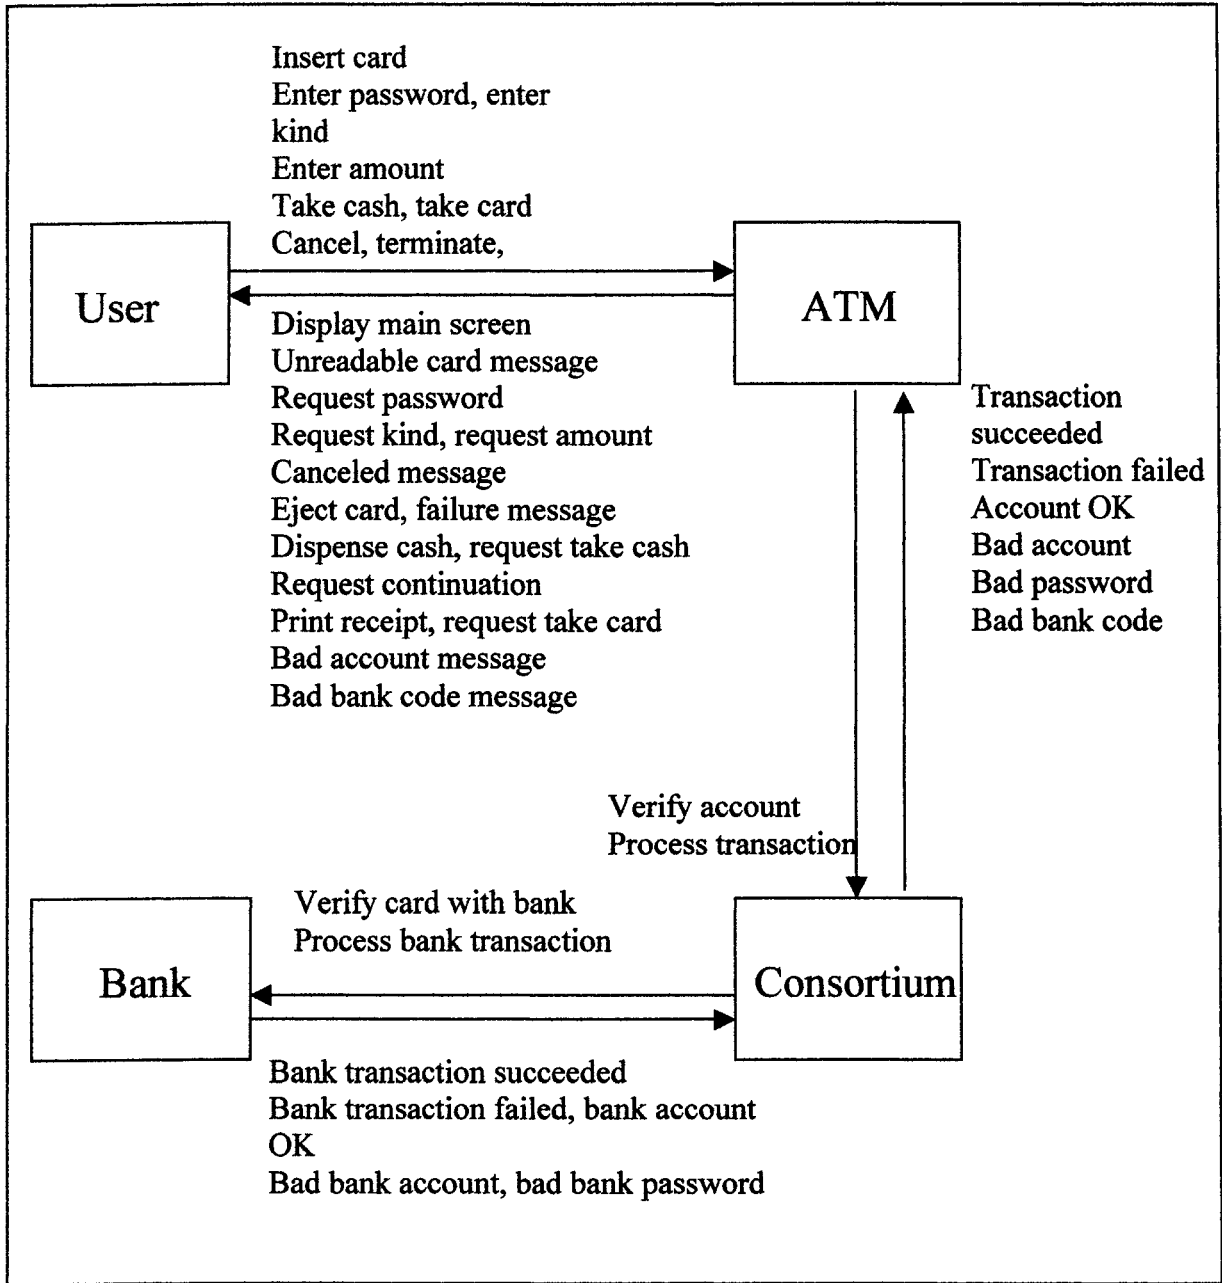 Insert card
Enter password, enter
kind
Enter amount
Take cash, take card
Cancel, terminate,
User
ATM
Display main screen
Unreadable card message
Request password
Request kind, request amount
Canceled message
Eject card, failure message
Dispense cash, request take cash
Request continuation
Print receipt, request take card
Bad account message
Bad bank code message
Transaction
succeeded
Transaction failed
Account OK
Bad account
Bad password
Bad bank code
Verify account
Process transaction
Verify card with bank
Process bank transaction
Bank
Consortium
Bank transaction succeeded
Bank transaction failed, bank account
OK
Bad bank account, bad bank password